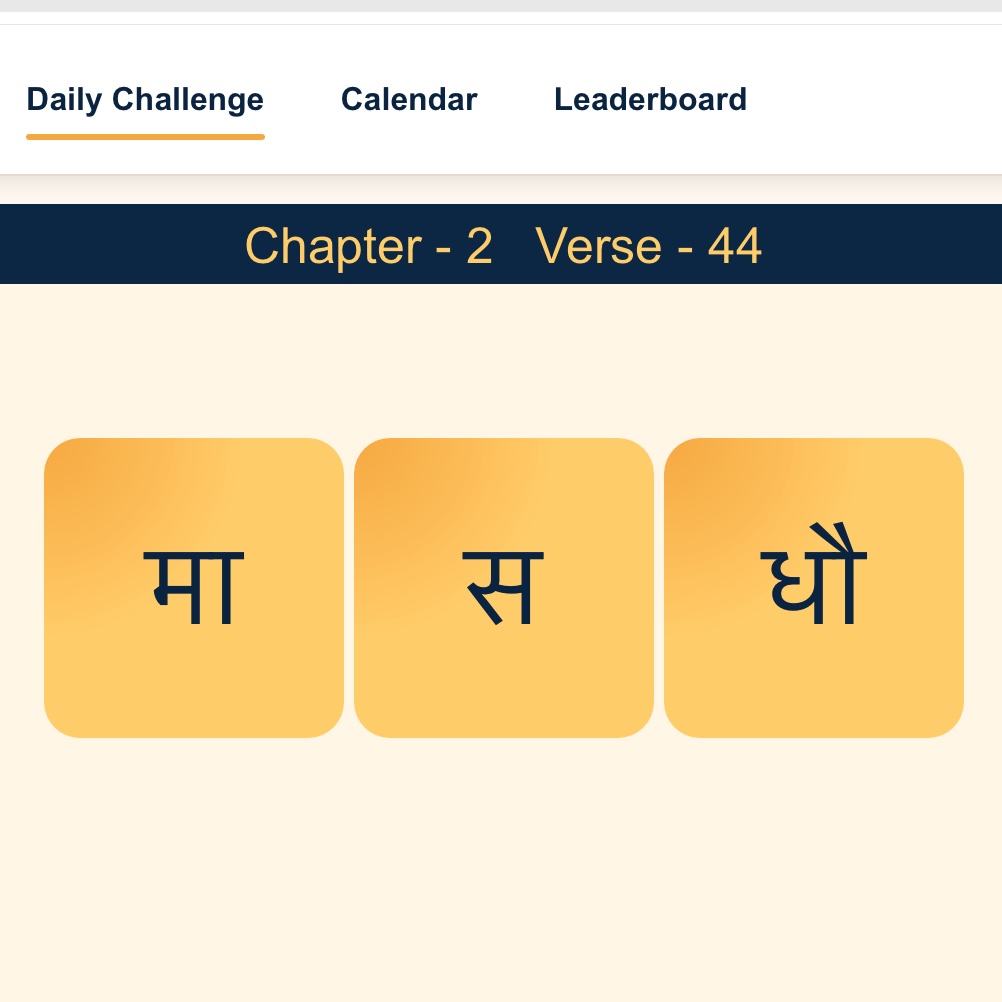 Daily Challenge Calendar Leaderboard
Chapter - 2 Verse - 44
मा स धौ